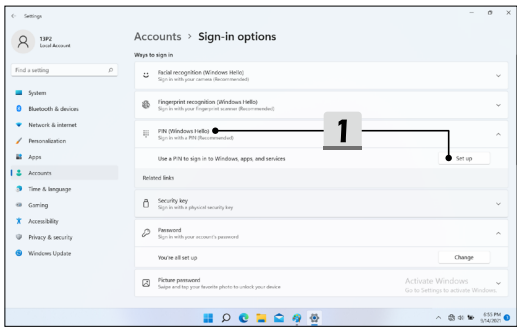 Settings
13P2
Local Account
Find a setting
System
Bluetooth & devices
Network & internet
Personalization
Apps
Accounts
Time & language
Gaming
Accessibility
Privacy & security
Windows Update
Accounts > Sign-in options
Ways to sign in
Facial recognition (Windows Hello)
Sign in with your camera (Recommended)
Fingerprint recognition (Windows Hello)
Sign in with your fingerprint scanner (Recommended)
PIN (Windows Hello)
Sign in with a PIN (Recommended)
1
Use a PIN to sign in to Windows, apps, and services
Set up
Related links
Security key
Sign in with a physical security key
Password
Sign in with your account's password
You're all set up
Change
Picture password
Swipe and tap your favorite photo to unlock your device
Activate Windows
Go to Settings to activate Windows.
6:55 PM
9/14/2021